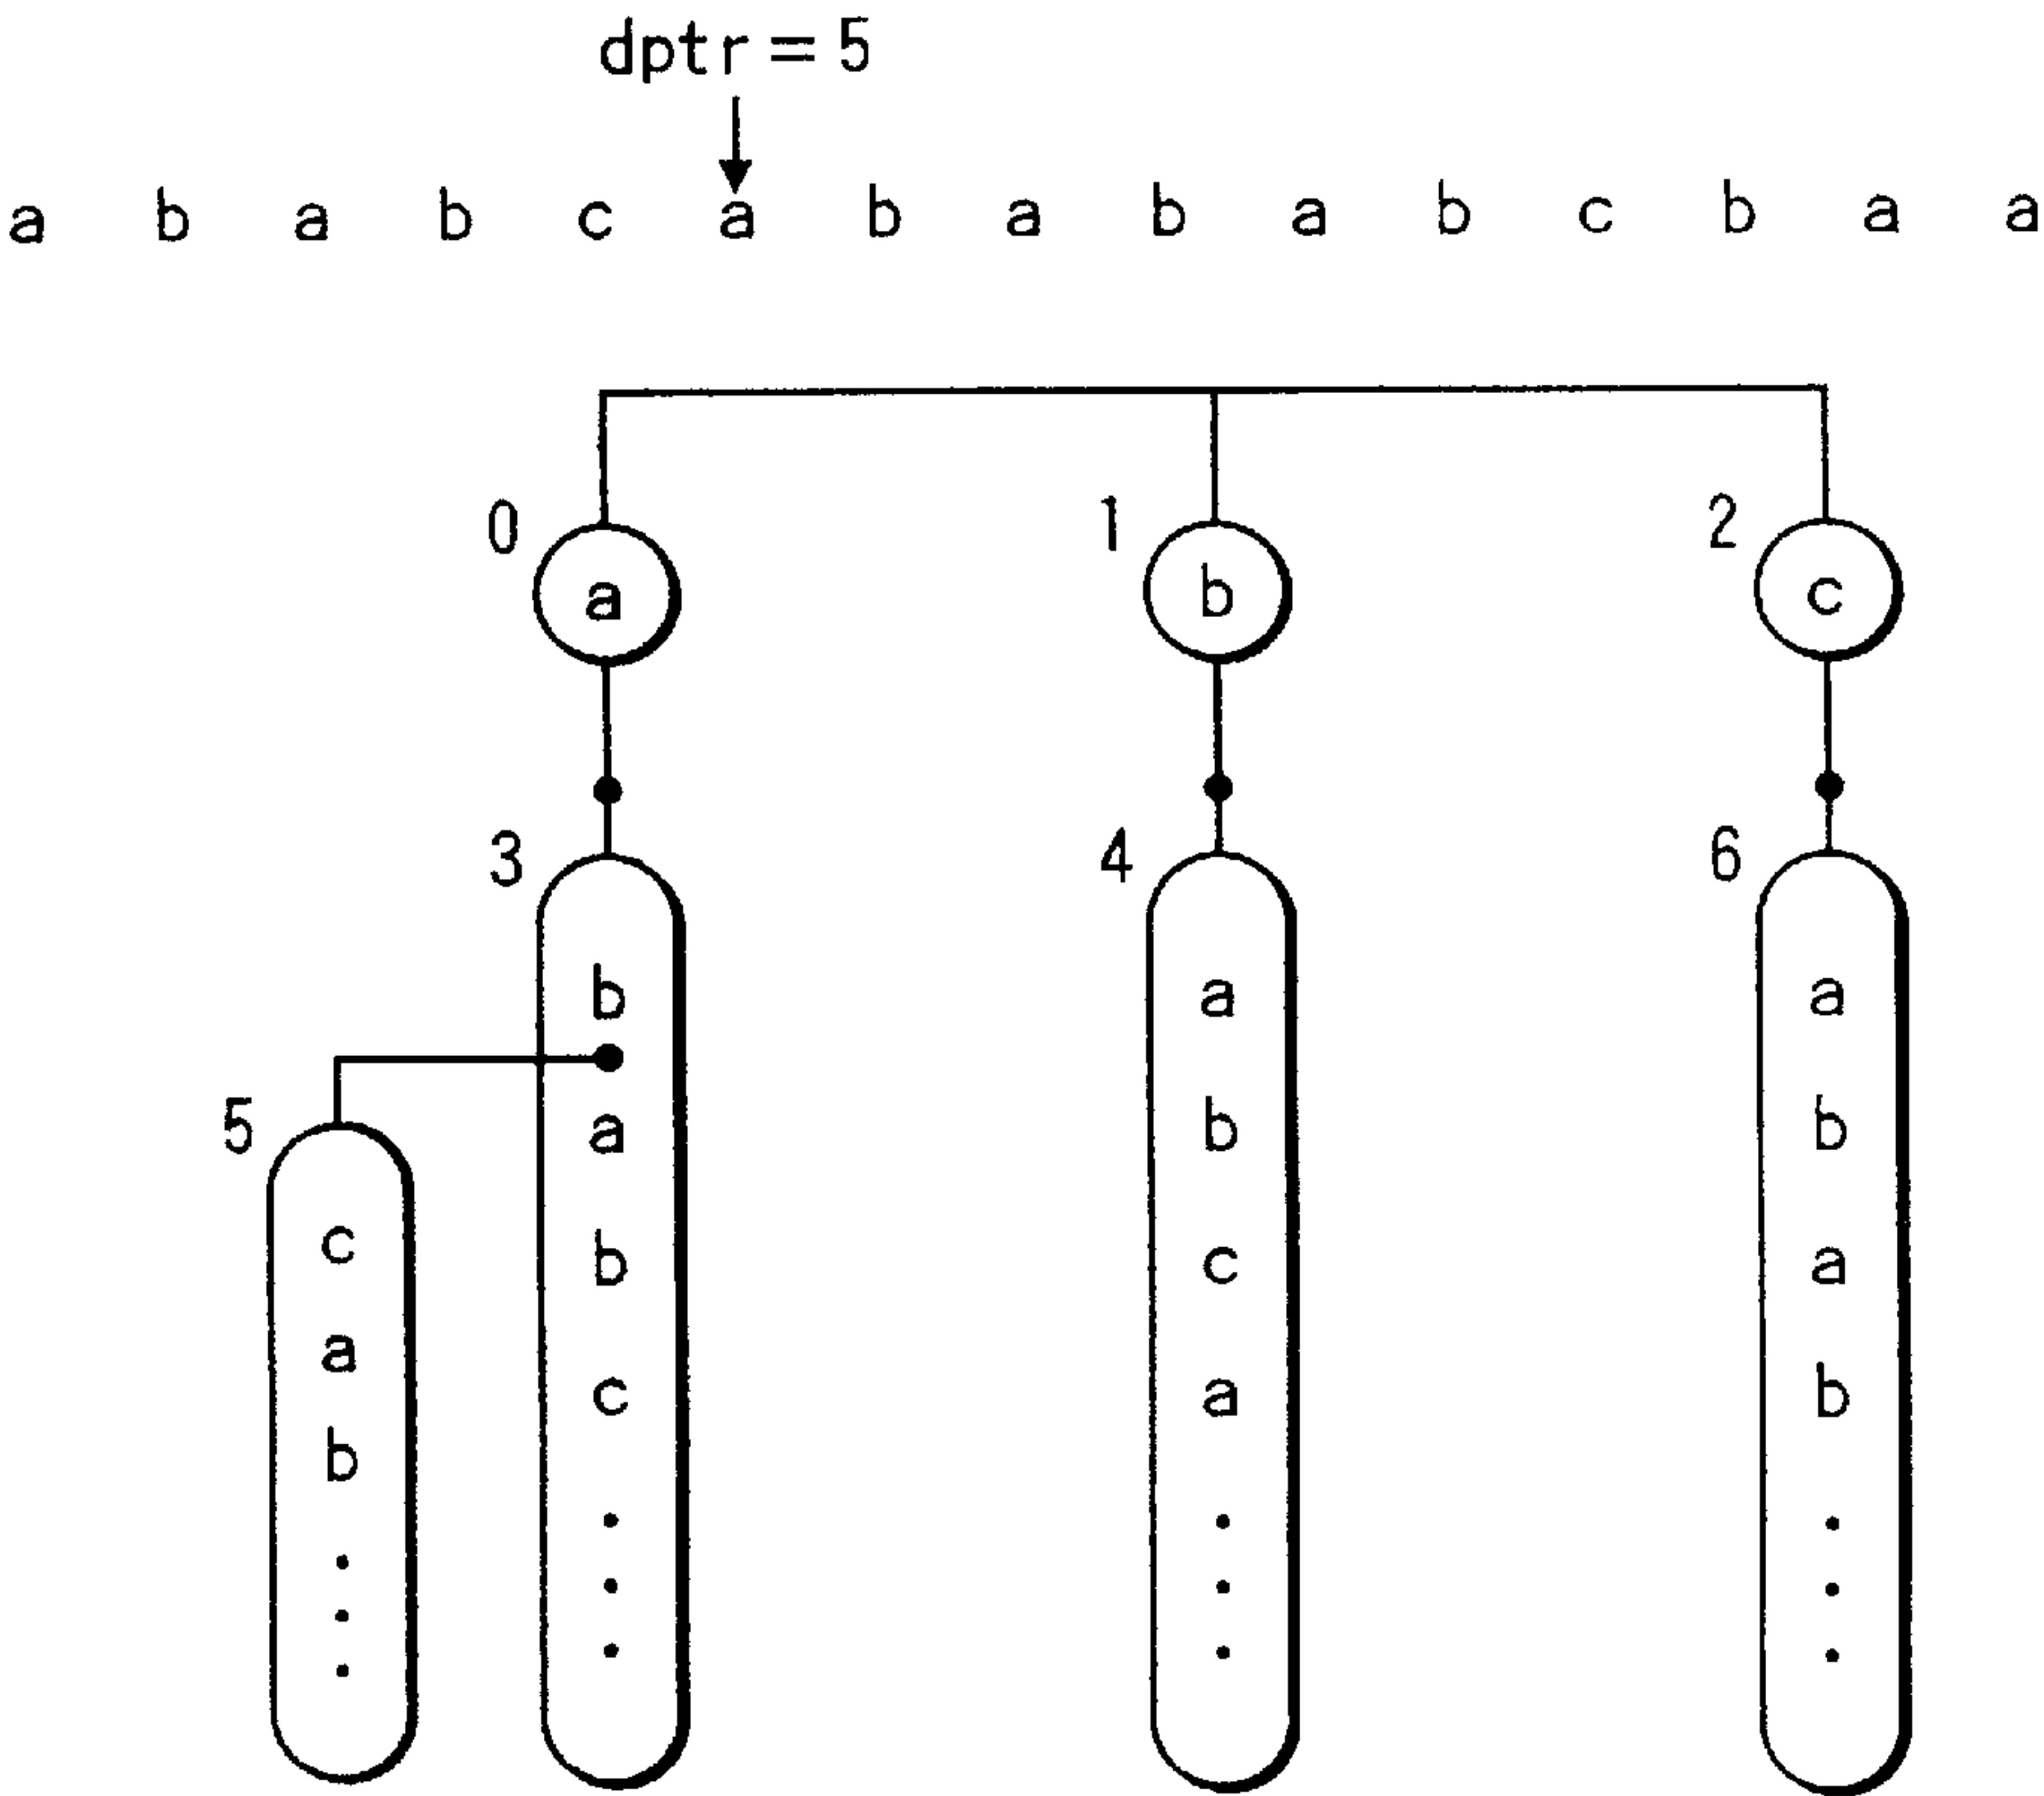 dptr = 5
a b a b c a b a b a b c b a a
0 1 2
a b c
3 4 6
b a a
5
a b b
c
b c a
a
c a b
b